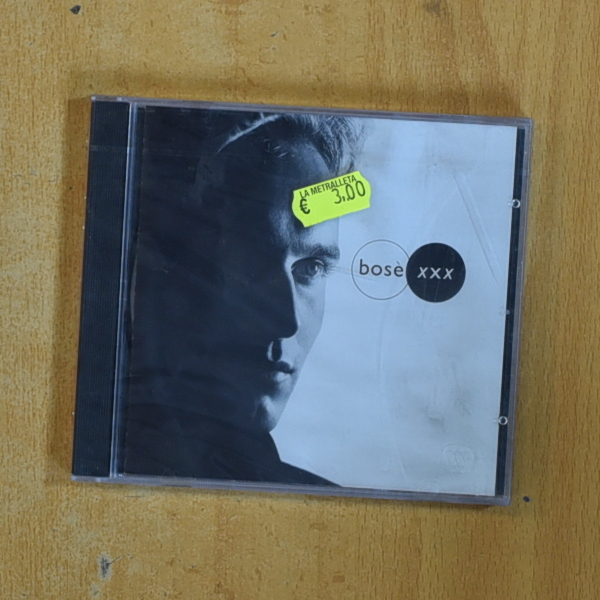 LA METRALLETA
€ 3,00
bosè xxx